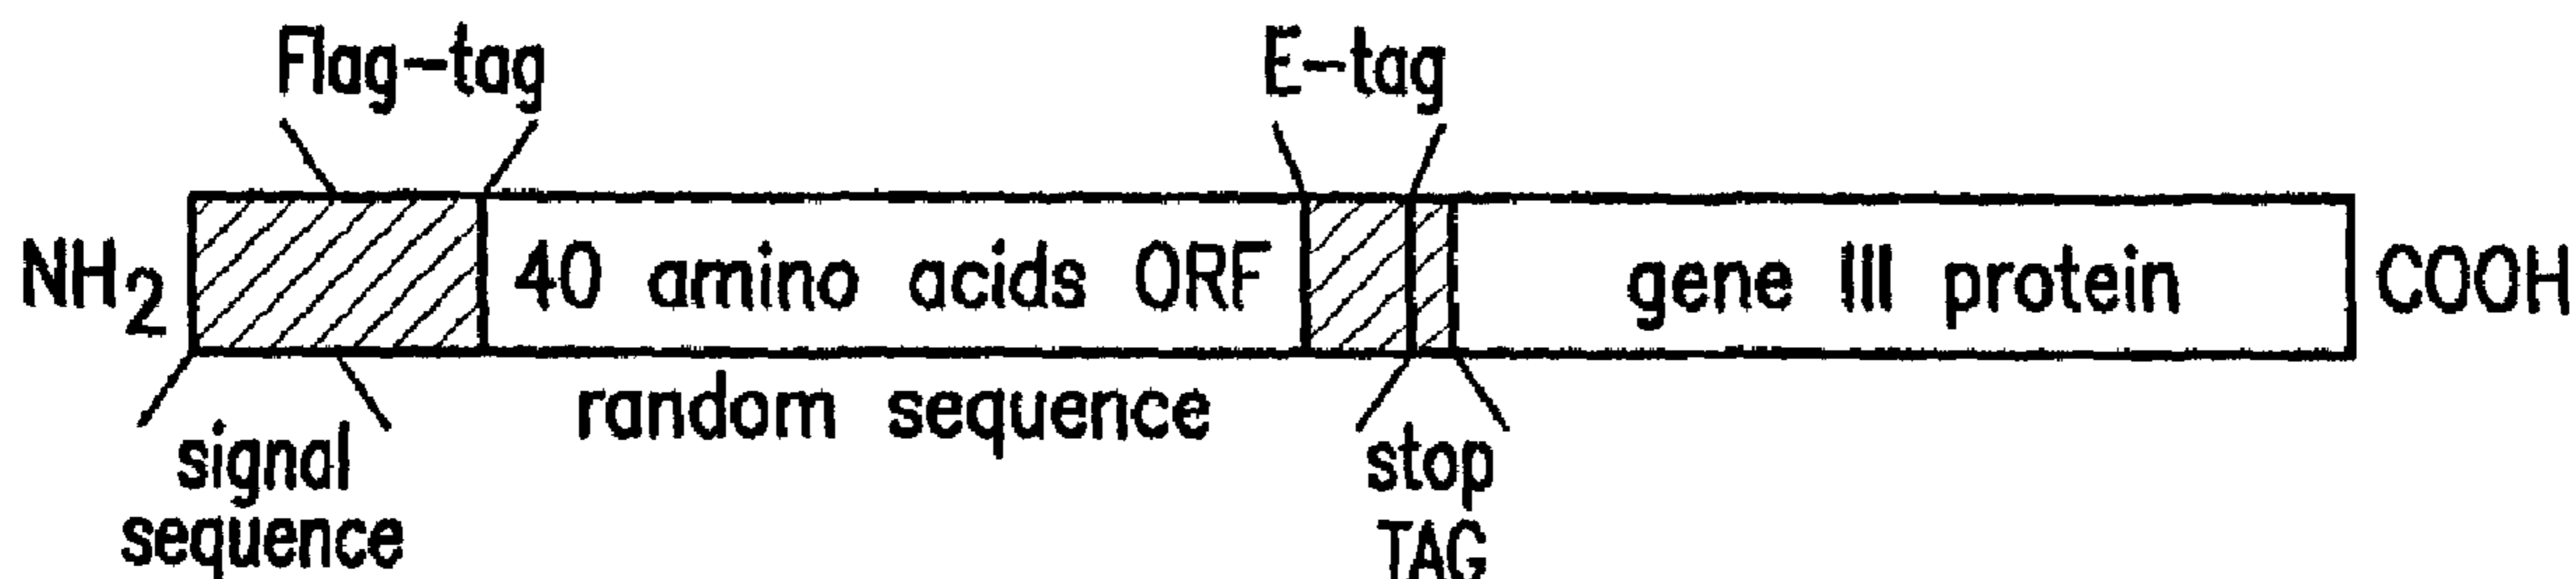 Flag-tag
E-tag
NH2
40 amino acids ORF
gene III protein
COOH
random sequence
signal
sequence
stop
TAG